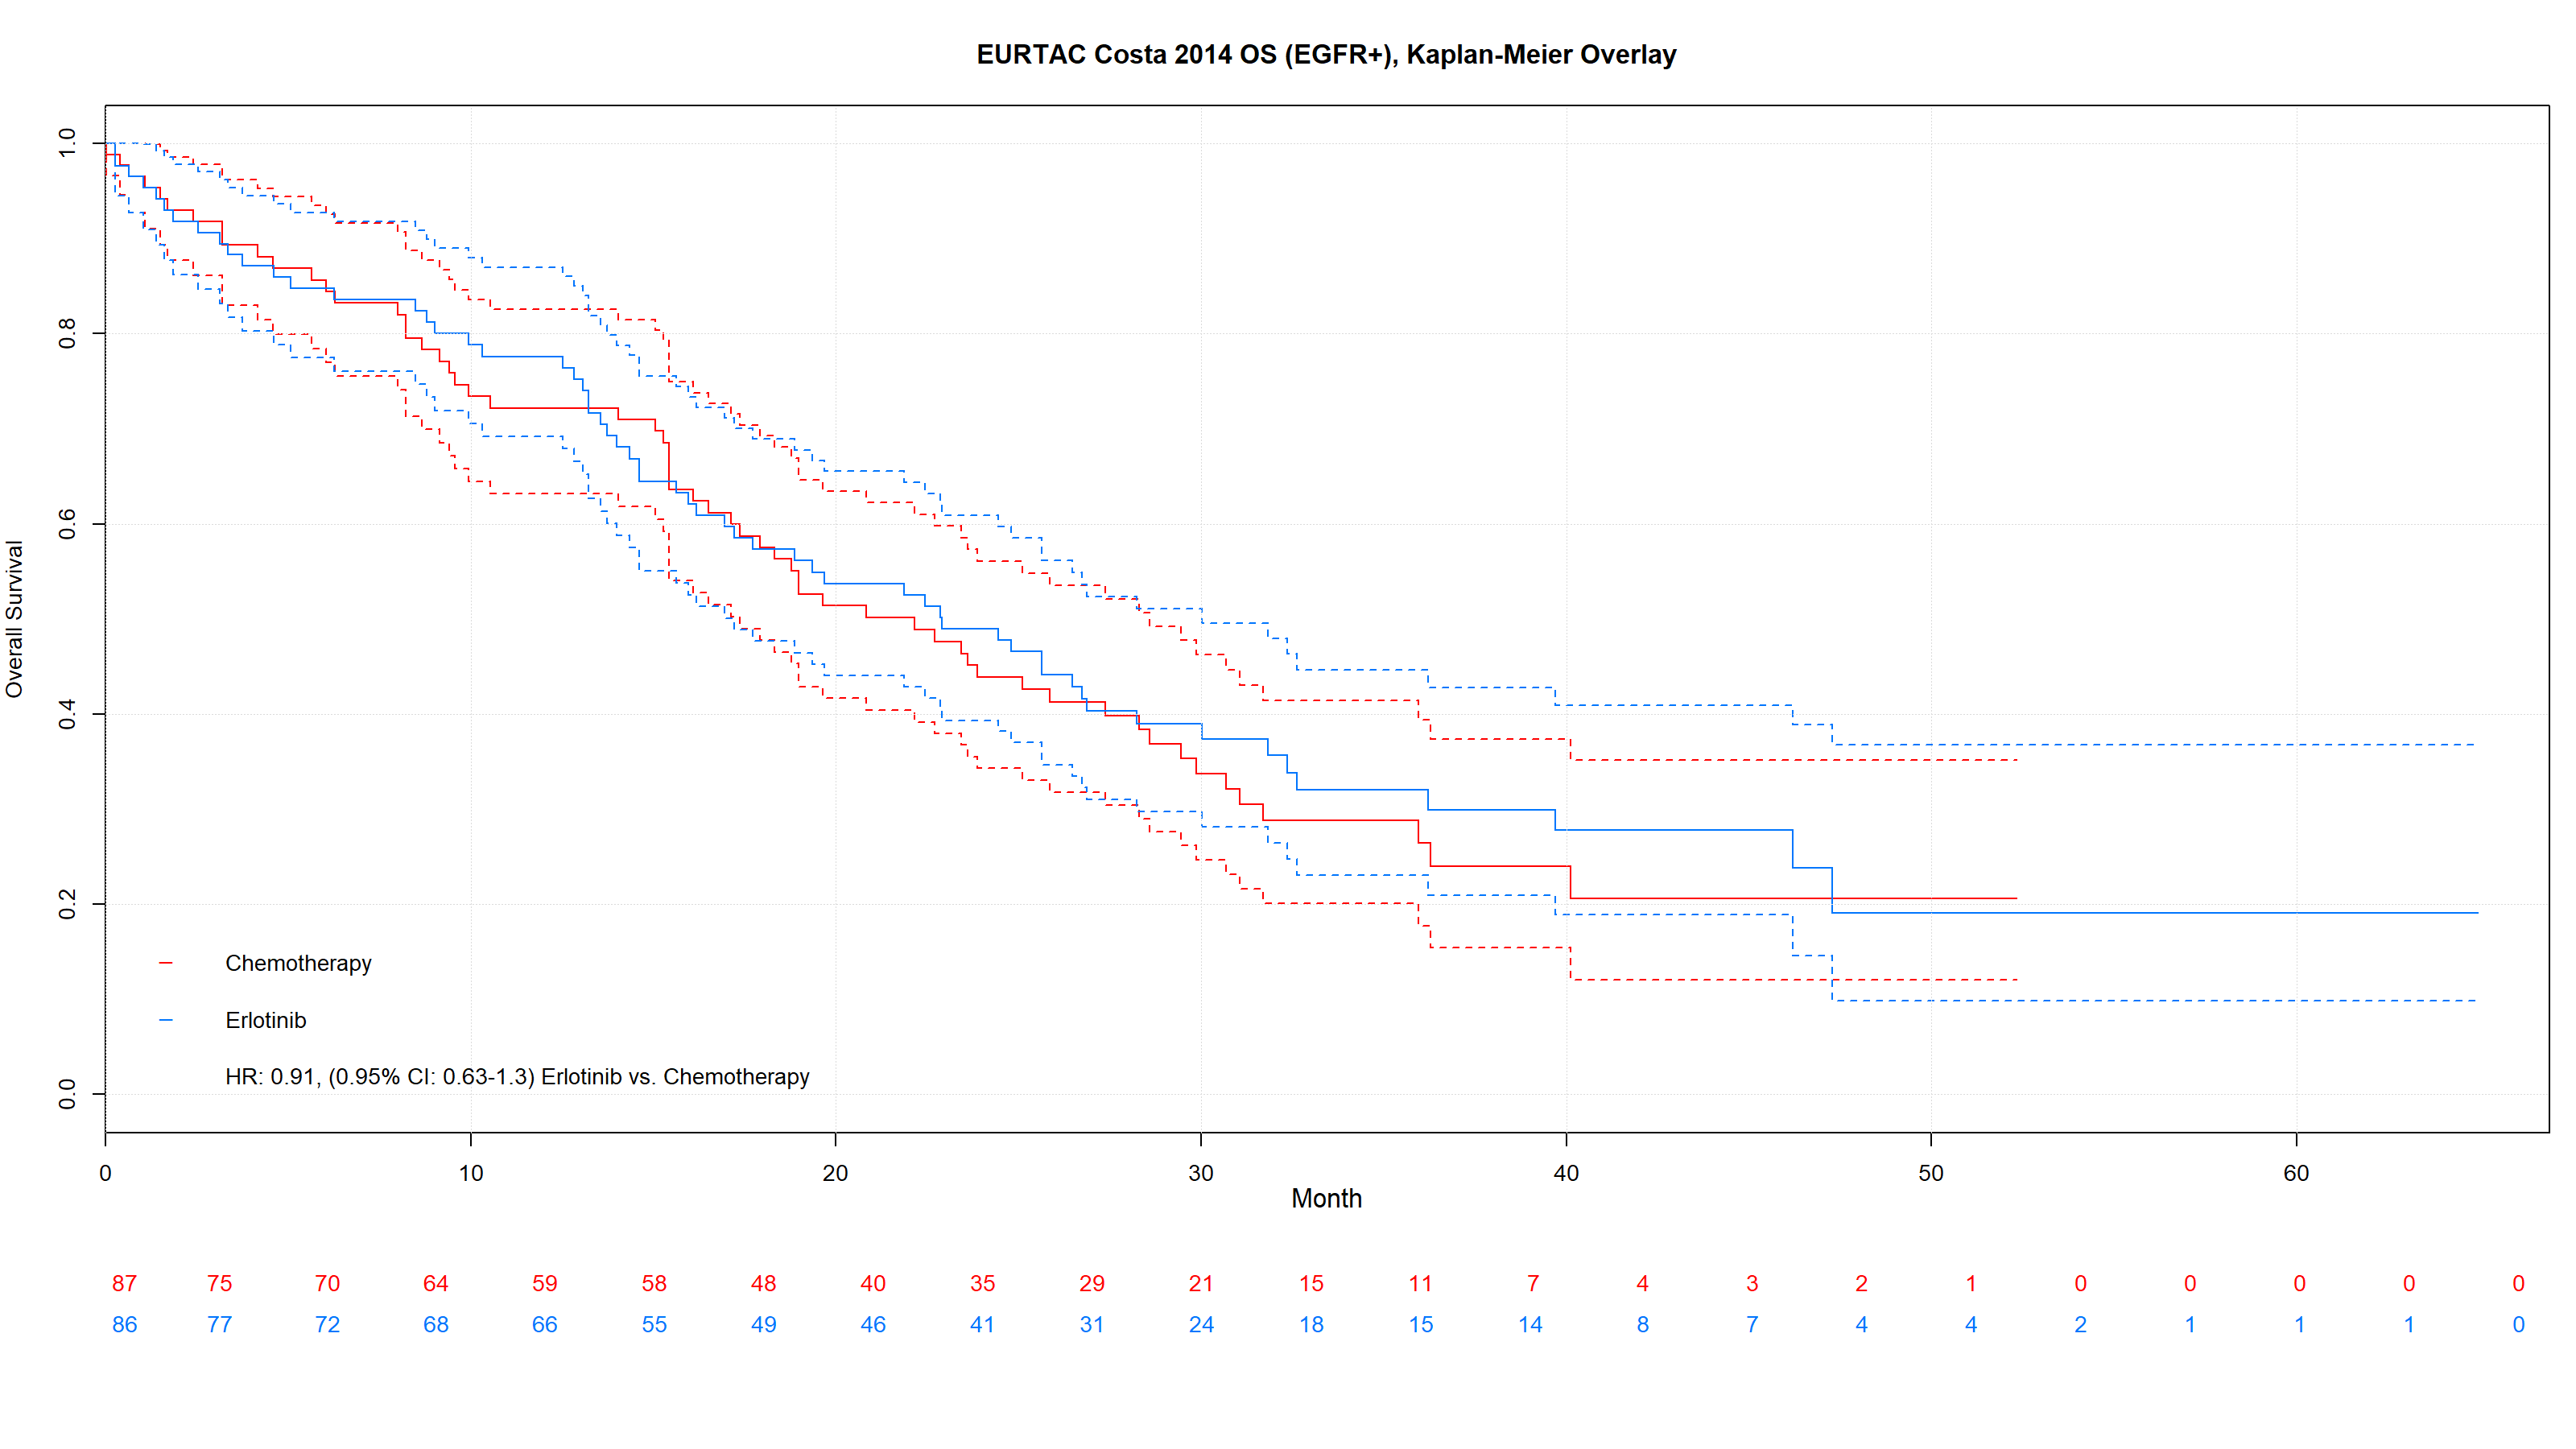 EURTAC Costa 2014 OS (EGFR+), Kaplan-Meier Overlay
Overall Survival
1.0
0.8
0.6
0.4
0.2
0.0
Chemotherapy
Erlotinib
HR: 0.91, (0.95% CI: 0.63-1.3) Erlotinib vs. Chemotherapy
0 10 20 30 40 50 60
Month
87 75 70 64 59 58 48 40 35 29 21 15 11 7 4 3 2 1 0 0 0 0 0
86 77 72 68 66 55 49 46 41 31 24 18 15 14 8 7 4 4 2 1 1 1 0